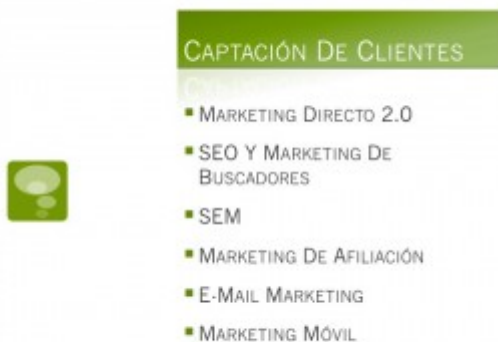 CAPTACIÓN DE CLIENTES
▪ MARKETING DIRECTO 2.0
▪ SEO Y MARKETING DE
BUSCADORES
▪ SEM
▪ MARKETING DE AFILIACIÓN
▪ E-MAIL MARKETING
▪ MARKETING MÓVIL